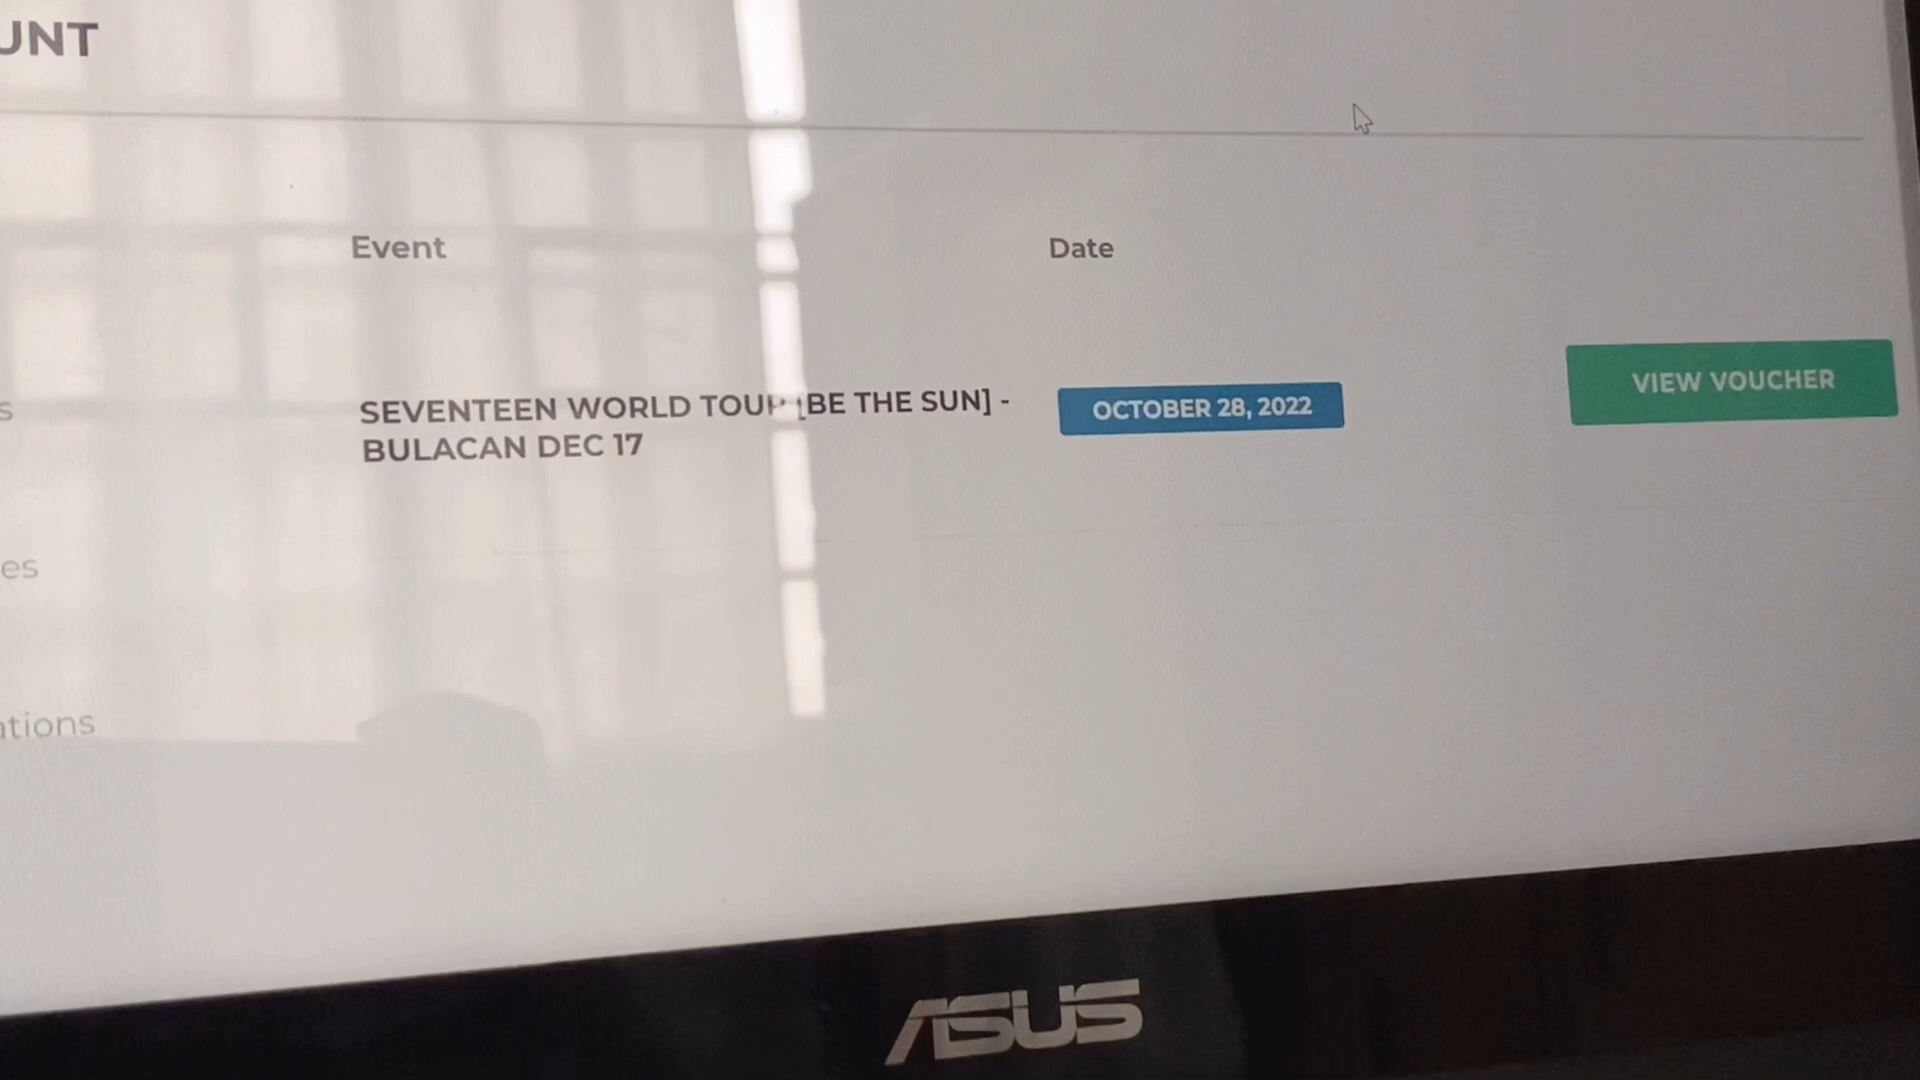 UNT
Event
Date
SEVENTEEN WORLD TOUR [BE THE SUN] -
BULACAN DEC 17
OCTOBER 28, 2022
VIEW VOUCHER
s
es
ations
ASUS